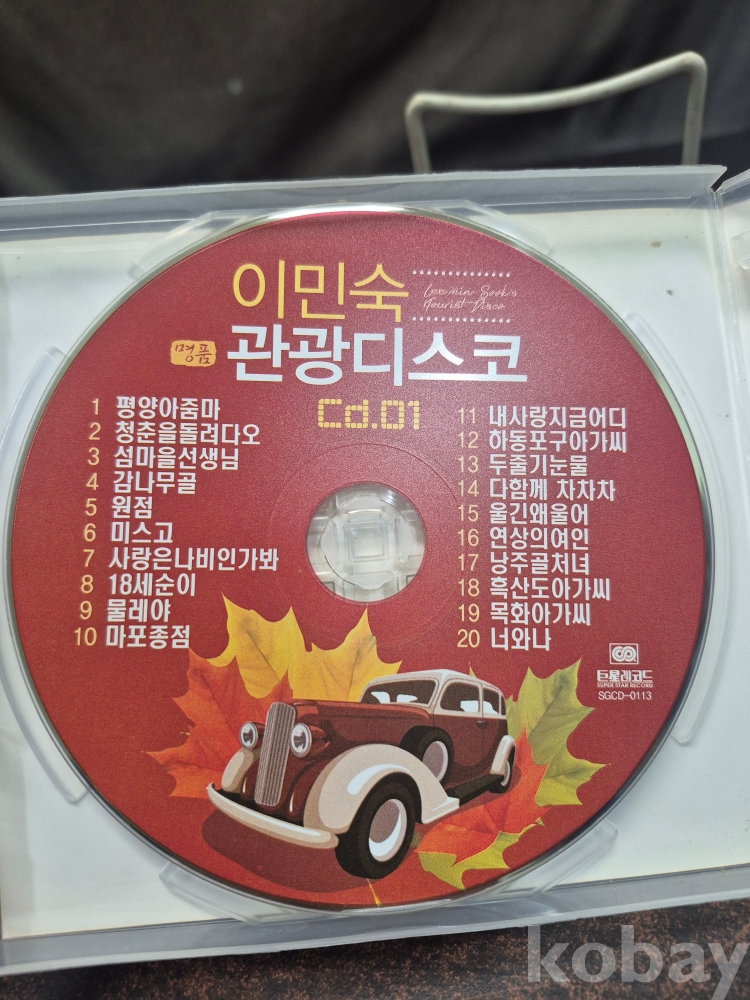 이민숙
Leemin Sook's
Tourist Disco
명품 관광디스코
Cd.01
1 평양아줌마
2 청춘을돌려다오
3 섬마을선생님
4 감나무골
5 원점
6 미스고
7 사랑은나비인가봐
8 18세순이
9 물레야
10 마포종점
11 내사랑지금어디
12 하동포구아가씨
13 두줄기눈물
14 다함께 차차차
15 울긴왜울어
16 연상의여인
17 낭주골처녀
18 흑산도아가씨
19 목화아가씨
20 너와나
巨星레코드
SUPER STAR RECORD
SGCD-0113
kobay